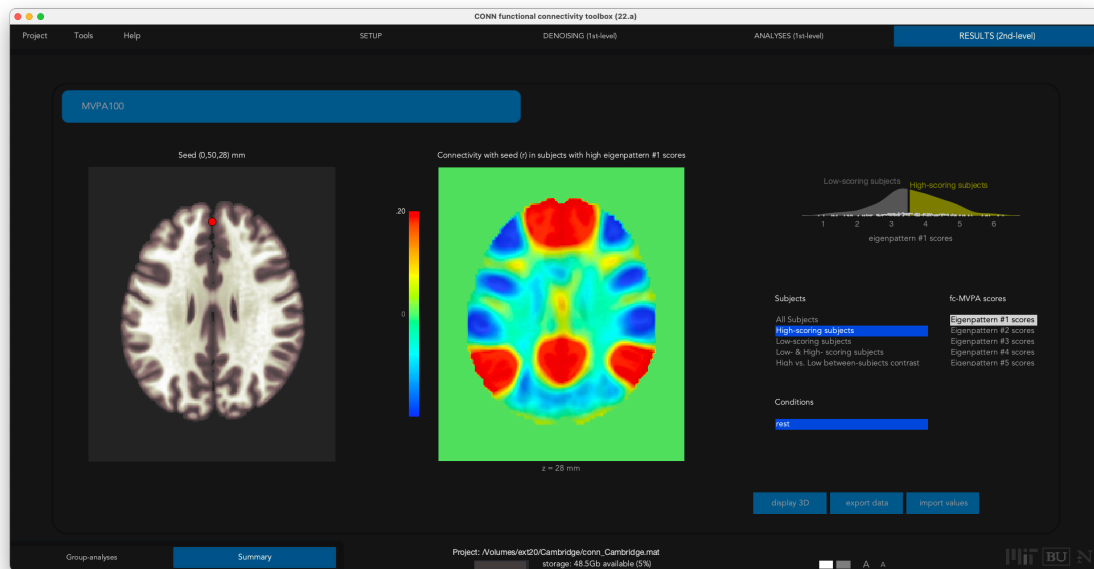 CONN functional connectivity toolbox (22.a)
Project Tools Help SETUP DENOISING (1st-level) ANALYSES (1st-level) RESULTS (2nd-level)
MVPA100
Seed (0,50,28) mm
Connectivity with seed (r) in subjects with high eigenpattern #1 scores
.20
0
z = 28 mm
Low-scoring subjects
High-scoring subjects
1 2 3 4 5 6
eigenpattern #1 scores
Subjects
All Subjects
High-scoring subjects
Low-scoring subjects
Low- & High- scoring subjects
High vs. Low between-subjects contrast
fc-MVPA scores
Eigenpattern #1 scores
Eigenpattern #2 scores
Eigenpattern #3 scores
Eigenpattern #4 scores
Eigenpattern #5 scores
Conditions
rest
display 3D export data import values
Group-analyses Summary
Project: /Volumes/ext20/Cambridge/conn_Cambridge.mat
storage: 48.5Gb available (5%)
A A
BU N